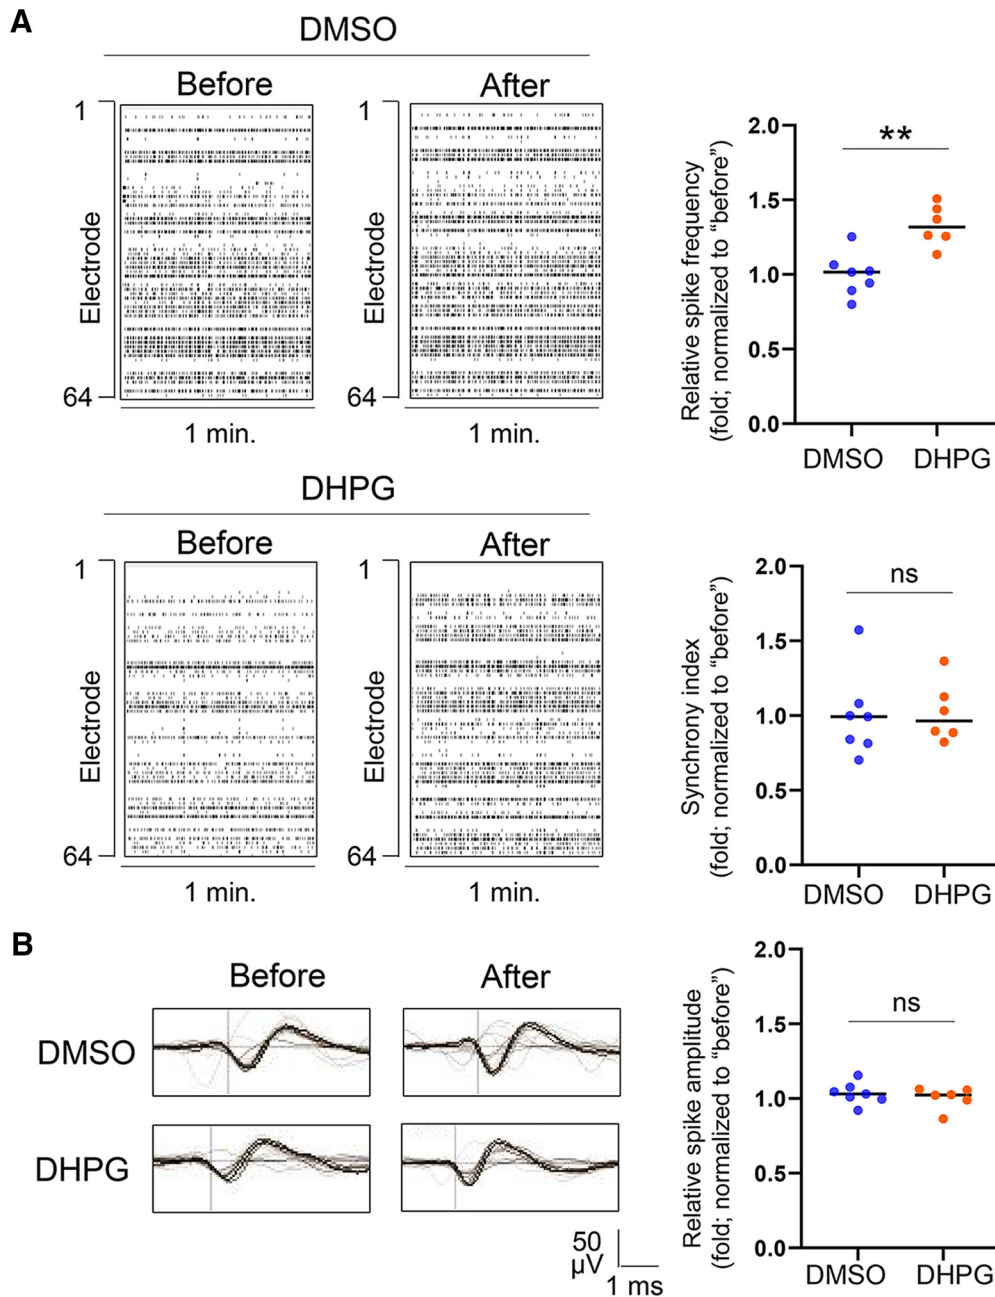 A
DMSO
Before
After
1
Electrode
64
1 min.
1
Electrode
64
1 min.
Relative spike frequency
(fold; normalized to “before”)
2.0
1.5
1.0
0.5
0.0
**
DMSO
DHPG
DHPG
Before
After
1
Electrode
64
1 min.
1
Electrode
64
1 min.
Synchrony index
(fold; normalized to “before”)
2.0
1.5
1.0
0.5
0.0
ns
DMSO
DHPG
B
Before
After
DMSO
DHPG
50
µV
1 ms
Relative spike amplitude
(fold; normalized to “before”)
2.0
1.5
1.0
0.5
0.0
ns
DMSO
DHPG